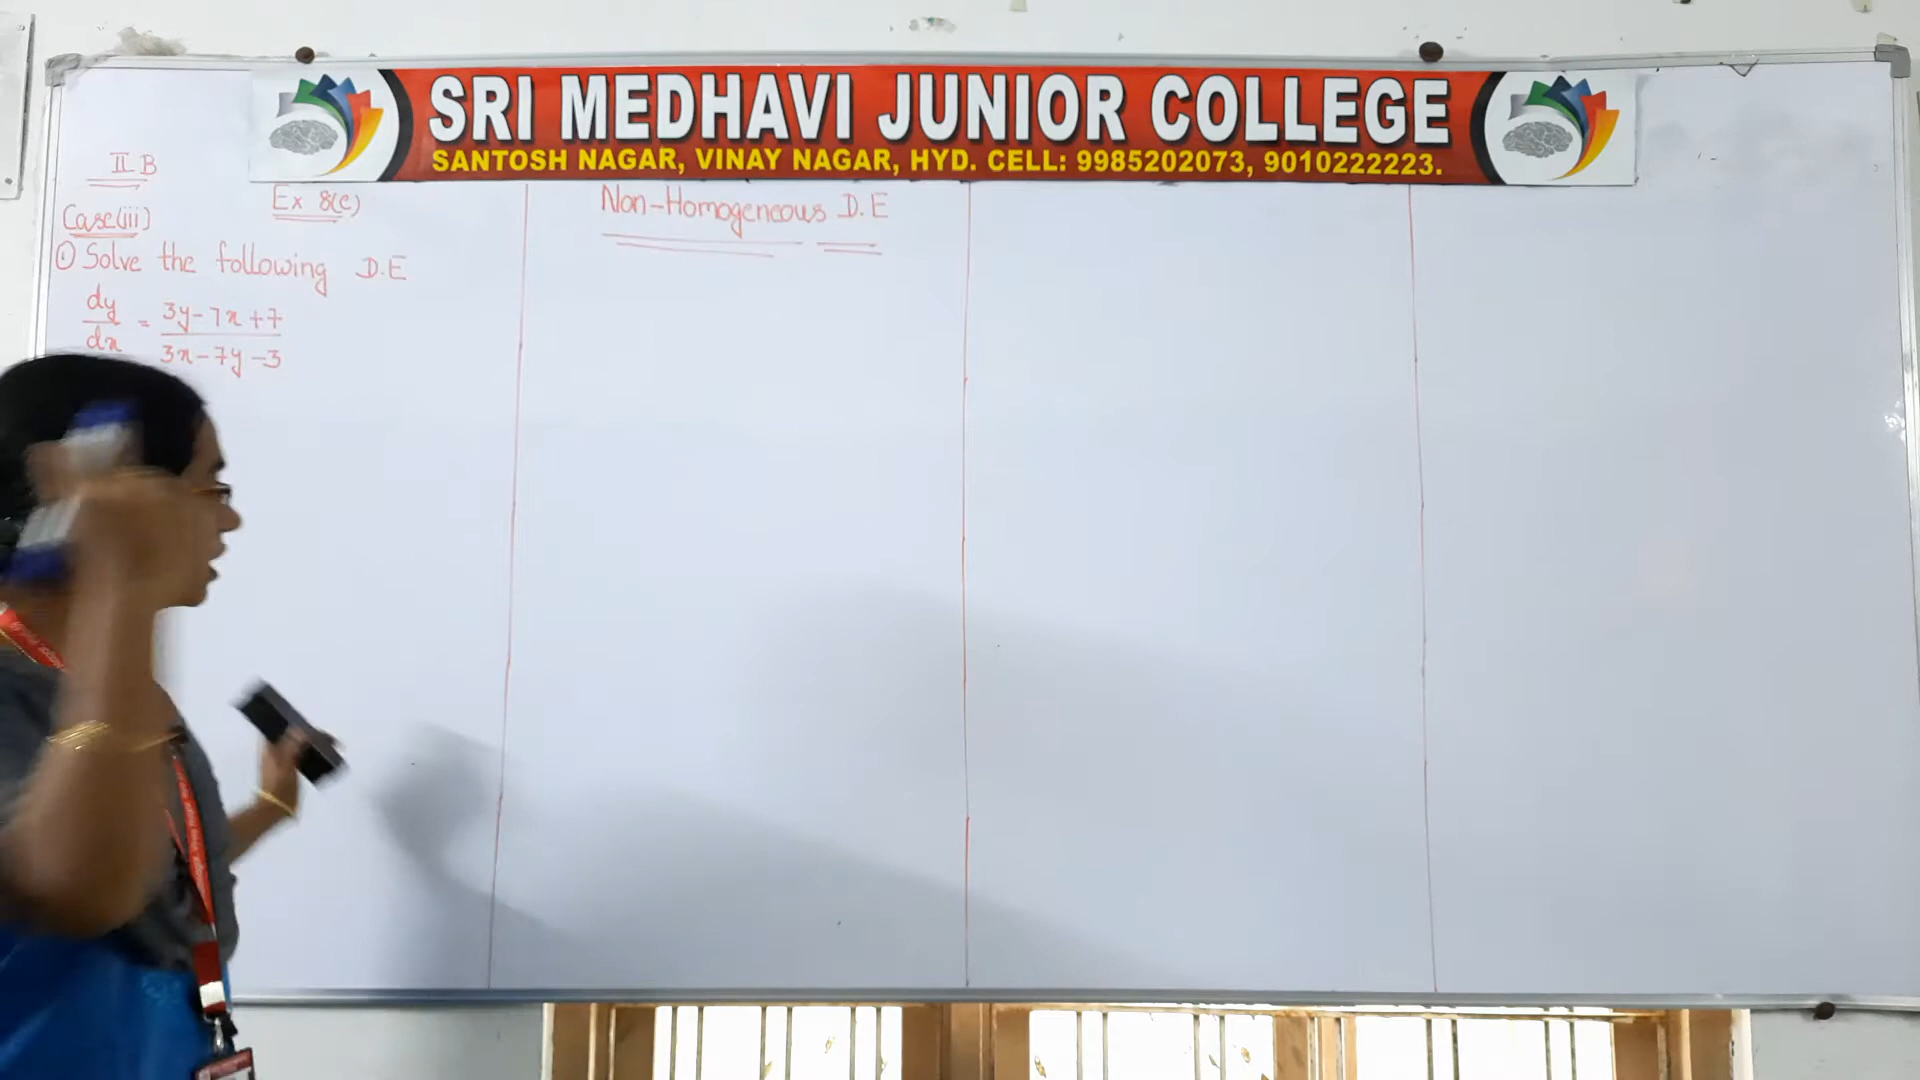 SRI MEDHAVI JUNIOR COLLEGE
SANTOSH NAGAR, VINAY NAGAR, HYD. CELL: 9985202073, 9010222223.
II B
Ex 8(c)
Case(iii)
① Solve the following D.E
dy/dx = 3y-7x+7/3x-7y-3
Non-Homogeneous D.E